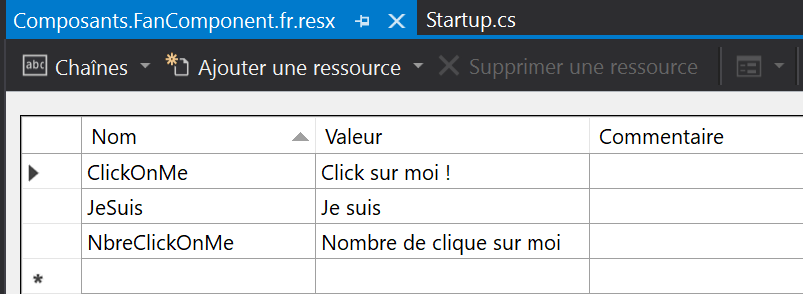 Composants.FanComponent.fr.resx Startup.cs
abc Chaînes Ajouter une ressource Supprimer une ressource
Nom Valeur Commentaire
ClickOnMe Click sur moi !
JeSuis Je suis
NbreClickOnMe Nombre de clique sur moi
*